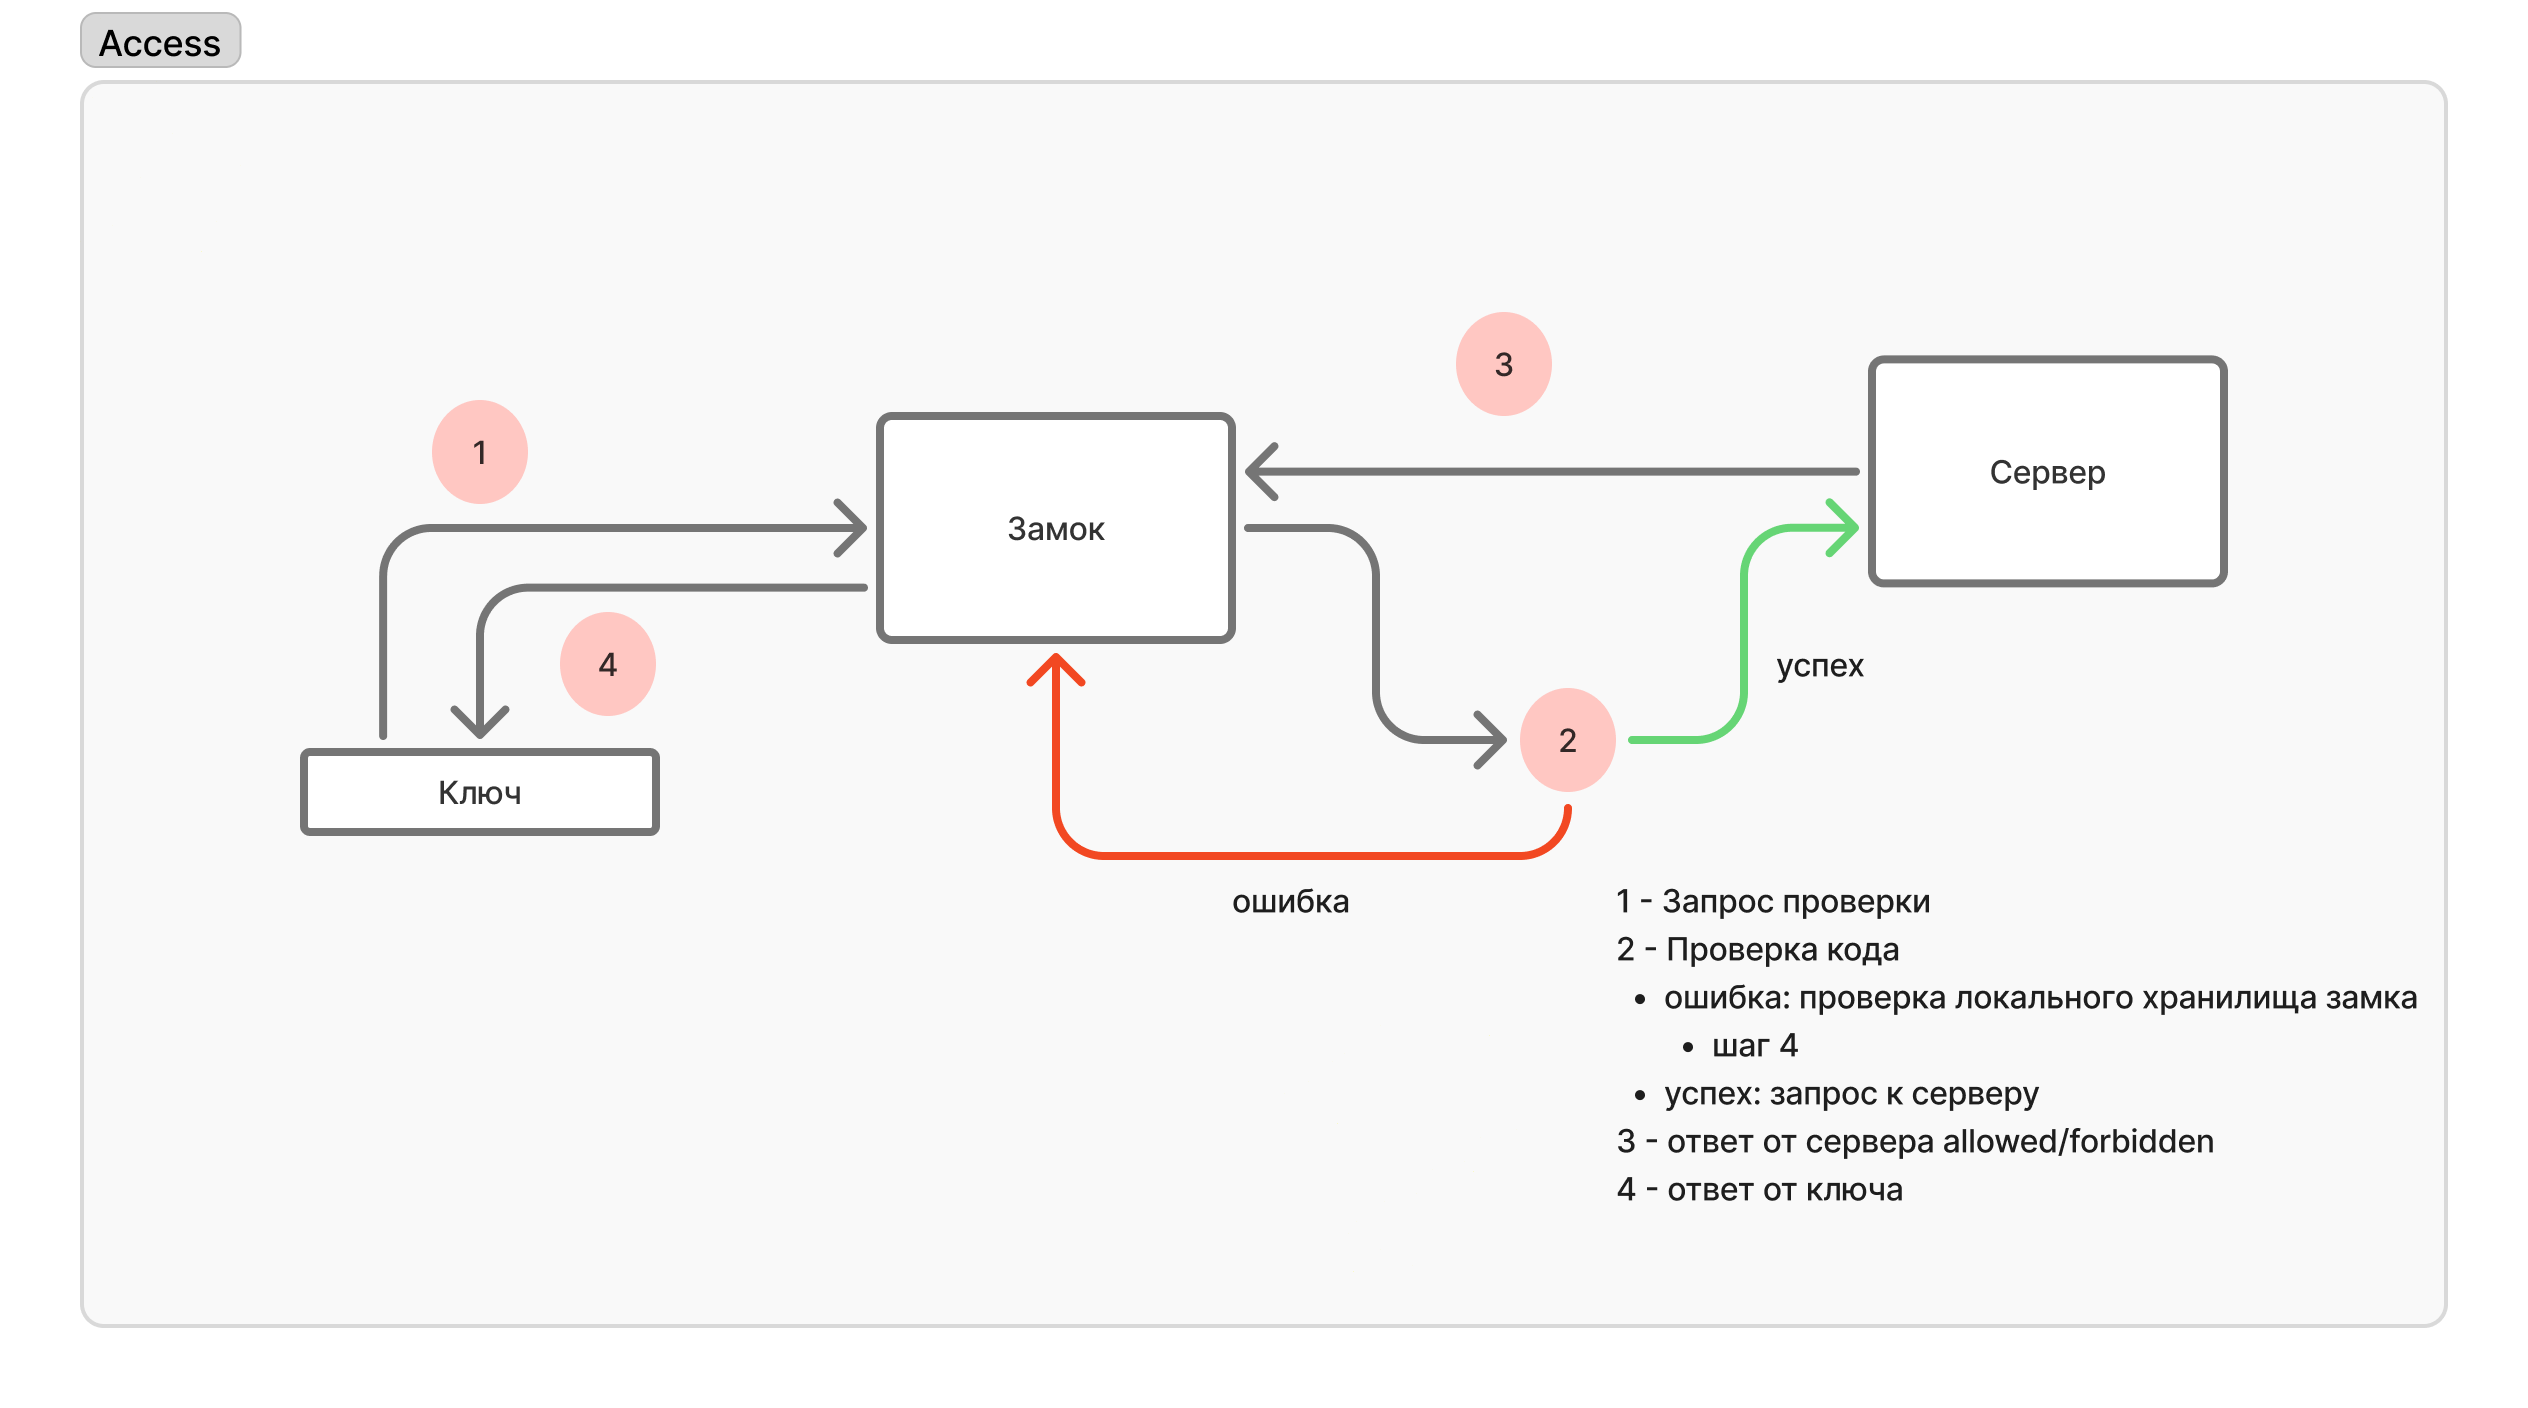 Access
3
1
Сервер
Замок
4
успех
2
Ключ
ошибка
1 - Запрос проверки
2 - Проверка кода
• ошибка: проверка локального хранилища замка
• шаг 4
• успех: запрос к серверу
3 - ответ от сервера allowed/forbidden
4 - ответ от ключа